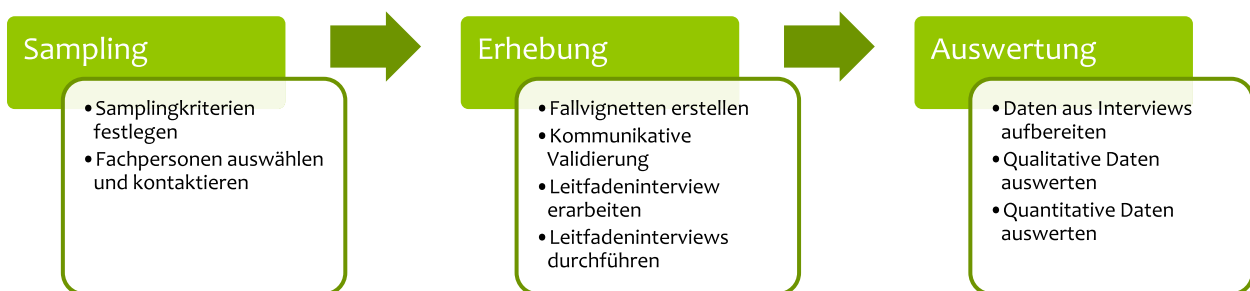 Sampling
•Samplingkriterien
festlegen
•Fachpersonen auswählen
und kontaktieren
Erhebung
•Fallvignetten erstellen
•Kommunikative
Validierung
•Leitfadeninterview
erarbeiten
•Leitfadeninterviews
durchführen
Auswertung
•Daten aus Interviews
aufbereiten
•Qualitative Daten
auswerten
•Quantitative Daten
auswerten